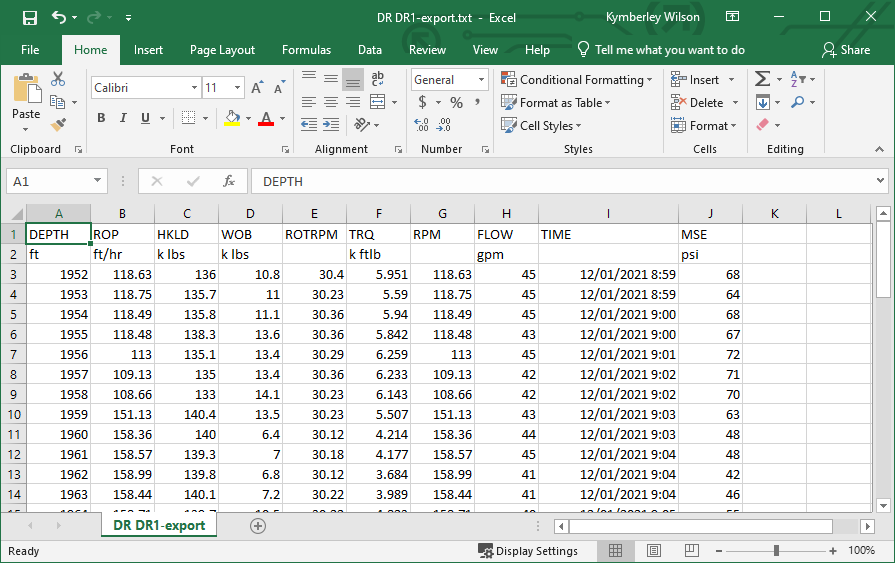 DR DR1-export.txt - Excel Kymberley Wilson
File Home Insert Page Layout Formulas Data Review View Help Tell me what you want to do Share
Calibri 11 General Conditional Formatting Insert
Paste B I U A $ % , Format as Table Delete
Cell Styles Format
Clipboard Font Alignment Number Styles Cells Editing
A1 fx DEPTH
A B C D E F G H I J K L
1 DEPTH ROP HKLD WOB ROTRPM TRQ RPM FLOW TIME MSE
2 ft ft/hr k lbs k lbs k ftlb gpm psi
3 1952 118.63 136 10.8 30.4 5.951 118.63 45 12/01/2021 8:59 68
4 1953 118.75 135.7 11 30.23 5.59 118.75 45 12/01/2021 8:59 64
5 1954 118.49 135.8 11.1 30.36 5.94 118.49 45 12/01/2021 9:00 68
6 1955 118.48 138.3 13.6 30.36 5.842 118.48 43 12/01/2021 9:00 67
7 1956 113 135.1 13.4 30.29 6.259 113 45 12/01/2021 9:01 72
8 1957 109.13 135 13.4 30.36 6.233 109.13 42 12/01/2021 9:02 71
9 1958 108.66 133 14.1 30.23 6.143 108.66 42 12/01/2021 9:02 70
10 1959 151.13 140.4 13.5 30.23 5.507 151.13 43 12/01/2021 9:03 63
11 1960 158.36 140 6.4 30.12 4.214 158.36 44 12/01/2021 9:03 48
12 1961 158.57 139.3 7 30.18 4.177 158.57 45 12/01/2021 9:04 48
13 1962 158.99 139.8 6.8 30.12 3.684 158.99 41 12/01/2021 9:04 42
14 1963 158.44 140.1 7.2 30.22 3.989 158.44 41 12/01/2021 9:04 46
DR DR1-export
Ready Display Settings 100%